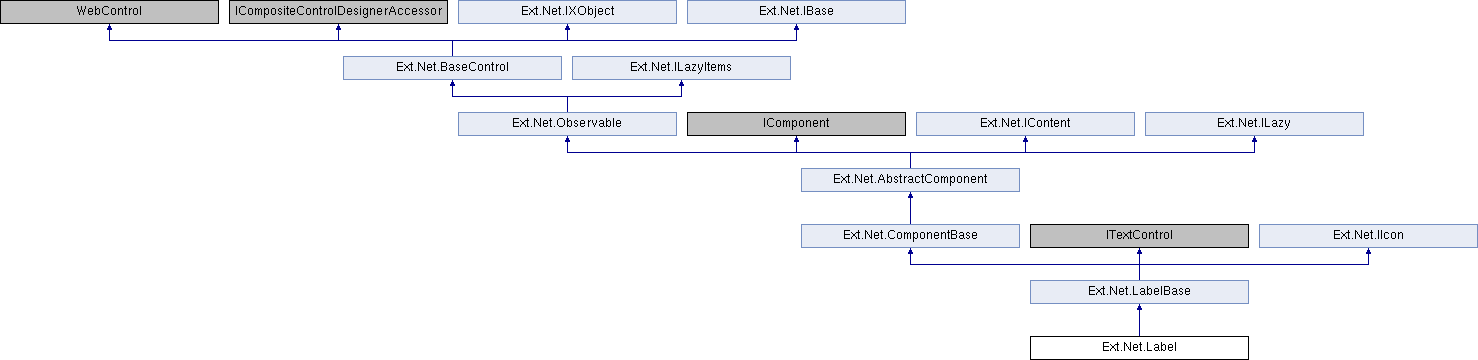 WebControl
ICompositeControlDesignerAccessor
Ext.Net.IXObject
Ext.Net.IBase
Ext.Net.BaseControl
Ext.Net.ILazyItems
Ext.Net.Observable
IComponent
Ext.Net.IContent
Ext.Net.ILazy
Ext.Net.AbstractComponent
Ext.Net.ComponentBase
ITextControl
Ext.Net.IIcon
Ext.Net.LabelBase
Ext.Net.Label